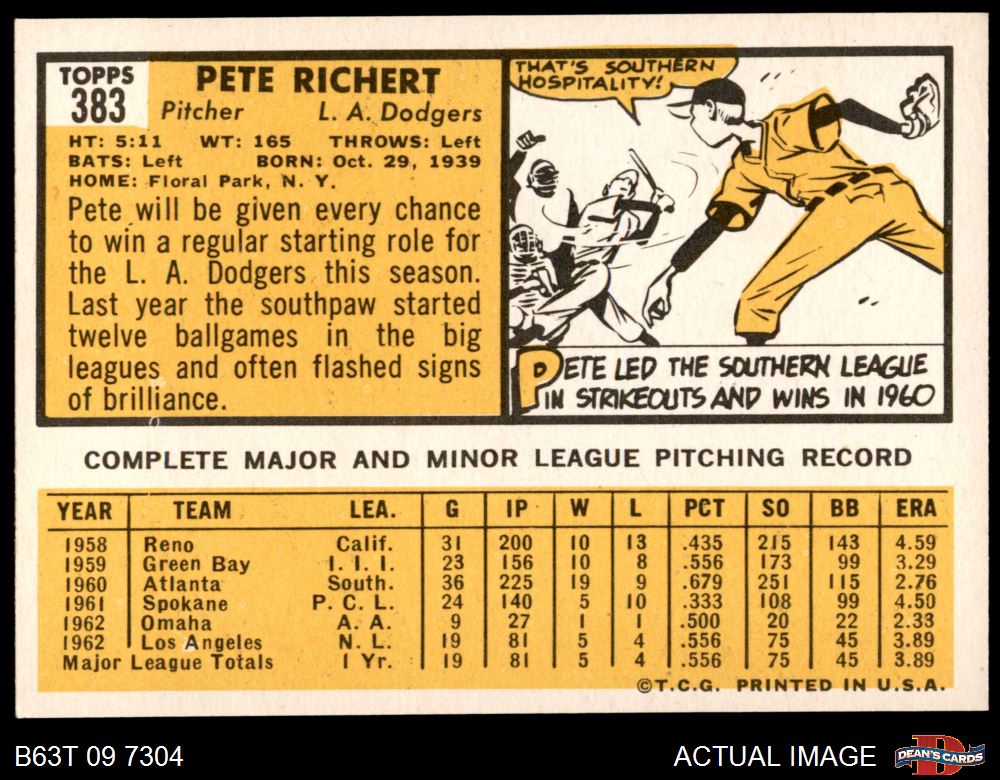 TOPPS
383
PETE RICHERT
Pitcher L. A. Dodgers
HT: 5:11 WT: 165 THROWS: Left
BATS: Left BORN: Oct. 29, 1939
HOME: Floral Park, N. Y.
Pete will be given every chance
to win a regular starting role for
the L. A. Dodgers this season.
Last year the southpaw started
twelve ballgames in the big
leagues and often flashed signs
of brilliance.
THAT'S SOUTHERN
HOSPITALITY!
PETE LED THE SOUTHERN LEAGUE
IN STRIKEOUTS AND WINS IN 1960
COMPLETE MAJOR AND MINOR LEAGUE PITCHING RECORD
YEAR TEAM LEA. G IP W L PCT SO BB ERA
1958 Reno Calif. 31 200 10 13 .435 215 143 4.59
1959 Green Bay I. I. I. 23 156 10 8 .556 173 99 3.29
1960 Atlanta South. 36 225 19 9 .679 251 115 2.76
1961 Spokane P. C. L. 24 140 5 10 .333 108 99 4.50
1962 Omaha A. A. 9 27 1 1 .500 20 22 2.33
1962 Los Angeles N. L. 19 81 5 4 .556 75 45 3.89
Major League Totals 1 Yr. 19 81 5 4 .556 75 45 3.89
©T.C.G. PRINTED IN U.S.A.
B63T 09 7304 ACTUAL IMAGE
DEAN'S CARDS